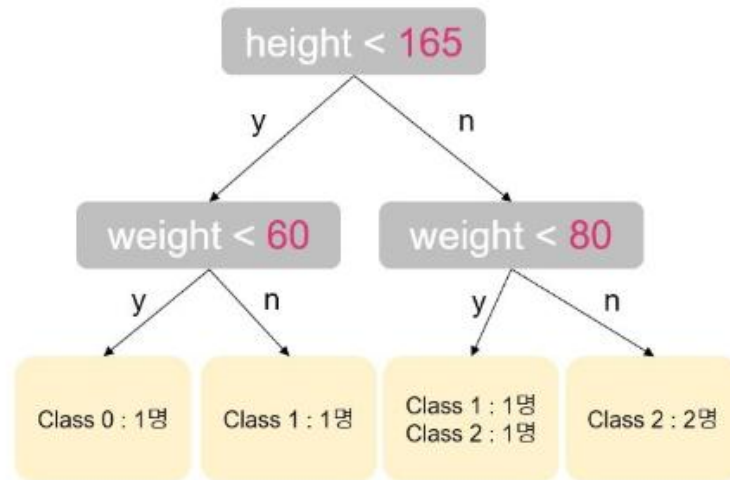 height < 165
y
n
weight < 60
weight < 80
y
n
y
n
Class 0 : 1명
Class 1 : 1명
Class 1 : 1명
Class 2 : 1명
Class 2 : 2명